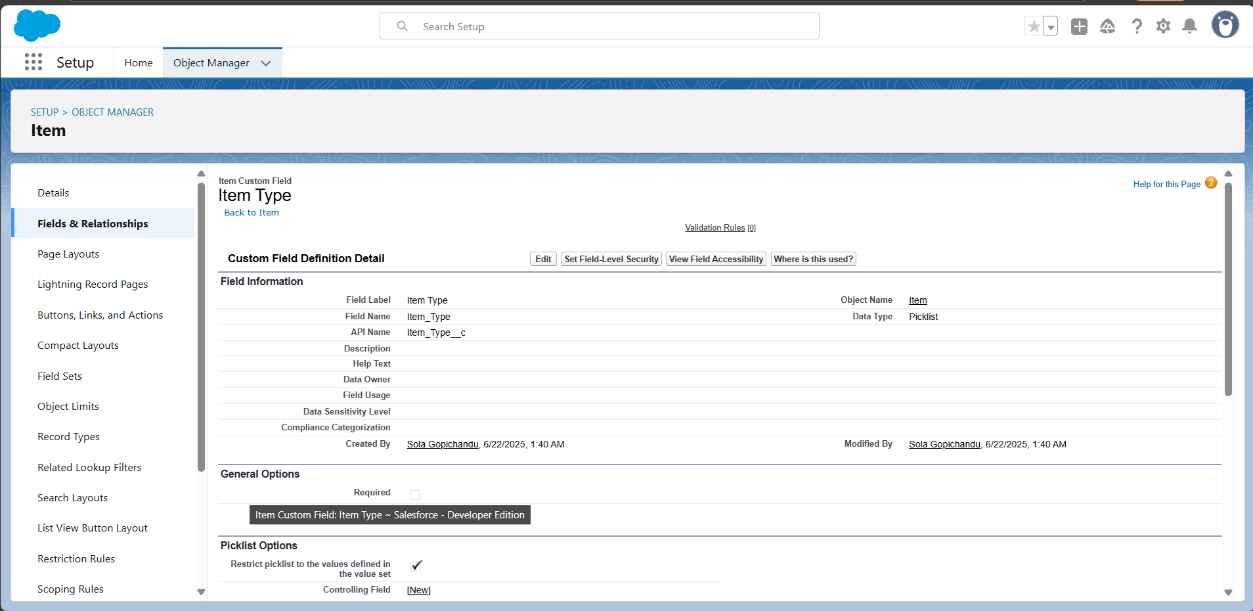 Search Setup
Setup
Home
Object Manager
SETUP > OBJECT MANAGER
Item
Details
Fields & Relationships
Page Layouts
Lightning Record Pages
Buttons, Links, and Actions
Compact Layouts
Field Sets
Object Limits
Record Types
Related Lookup Filters
Search Layouts
List View Button Layout
Restriction Rules
Scoping Rules
Item Custom Field
Item Type
Back to Item
Help for this Page
Validation Rules [0]
Custom Field Definition Detail
Edit Set Field-Level Security View Field Accessibility Where is this used?
Field Information
Field Label Item Type Object Name Item
Field Name Item_Type Data Type Picklist
API Name Item_Type__c
Description
Help Text
Data Owner
Field Usage
Data Sensitivity Level
Compliance Categorization
Created By Sola Gopichandu, 6/22/2025, 1:40 AM Modified By Sola Gopichandu, 6/22/2025, 1:40 AM
General Options
Required
Item Custom Field: Item Type ~ Salesforce - Developer Edition
Picklist Options
Restrict picklist to the values defined in
the value set
Controlling Field [New]